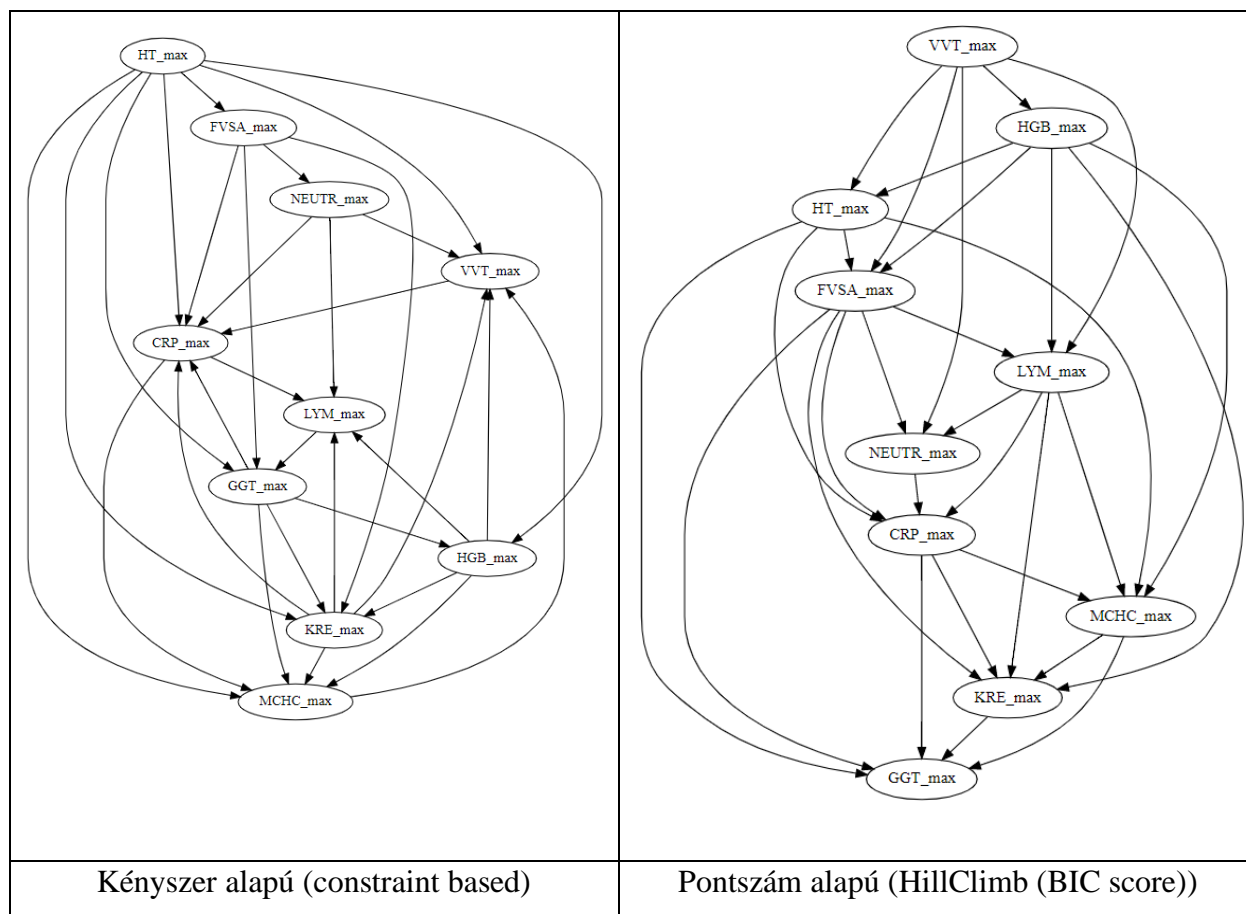 HT_max
FVSA_max
NEUTR_max
VVT_max
CRP_max
LYM_max
GGT_max
HGB_max
KRE_max
MCHC_max
Kényszer alapú (constraint based)
VVT_max
HGB_max
HT_max
FVSA_max
LYM_max
NEUTR_max
CRP_max
MCHC_max
KRE_max
GGT_max
Pontszám alapú (HillClimb (BIC score))